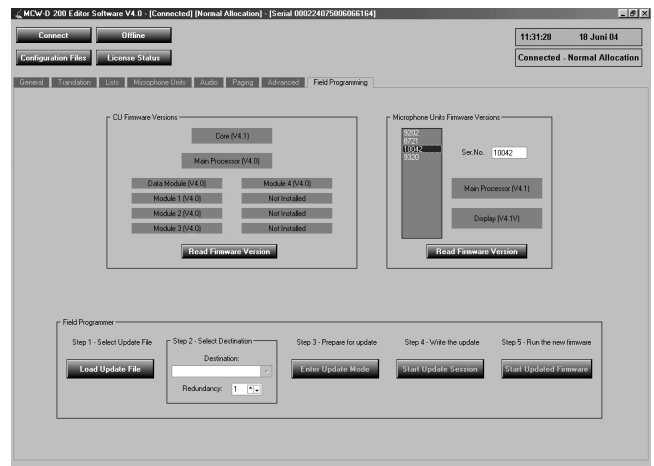 MCW-D 200 Editor Software V4.0 - [Connected] [Normal Allocation] - [Serial 0002240750060661​64]
Connect Offline 11:31:28 18 Juni 04
Configuration Files License Status Connected - Normal Allocation
General Translation Lists Microphone Units Audio Paging Advanced Field Programming
CU Firmware Versions
Core (V4.1)
Main Processor (V4.0)
Data Module (V4.0) Module 4 (V4.0)
Module 1 (V4.0) Not Installed
Module 2 (V4.0) Not Installed
Module 3 (V4.0) Not Installed
Read Firmware Version
Microphone Units Firmware Versions
9202
8721
10042
9320
Ser.No. 10042
Main Processor (V4.1)
Display (V4.1V)
Read Firmware Version
Field Programmer
Step 1 - Select Update File
Load Update File
Step 2 - Select Destination
Destination:
Redundancy: 1
Step 3 - Prepare for update
Enter Update Mode
Step 4 - Write the update
Start Update Session
Step 5 - Run the new firmware
Start Updated Firmware